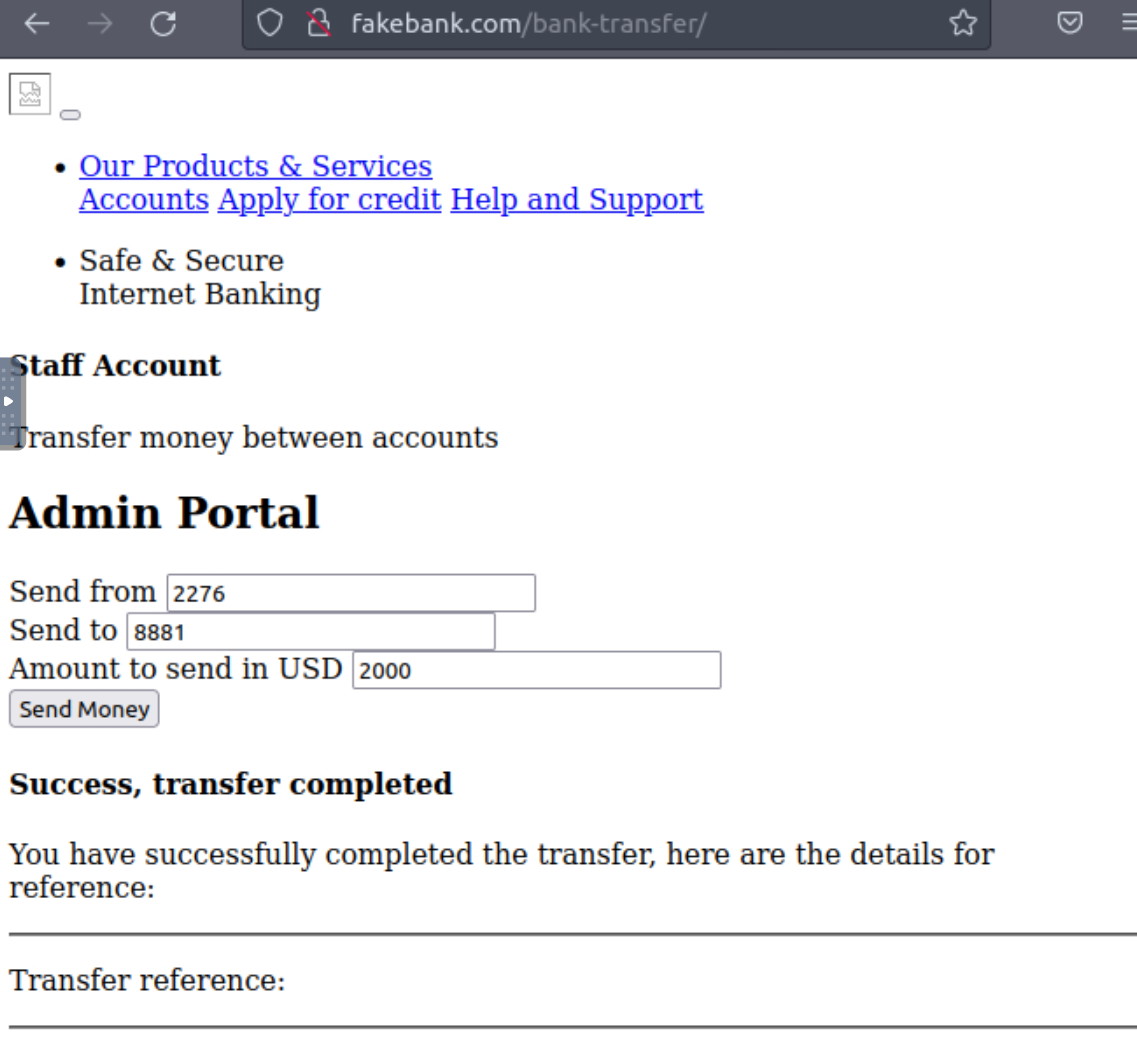 fakebank.com/bank-transfer/
Our Products & Services
Accounts Apply for credit Help and Support
Safe & Secure
Internet Banking
Staff Account
Transfer money between accounts
Admin Portal
Send from 2276
Send to 8881
Amount to send in USD 2000
Send Money
Success, transfer completed
You have successfully completed the transfer, here are the details for
reference:
Transfer reference: